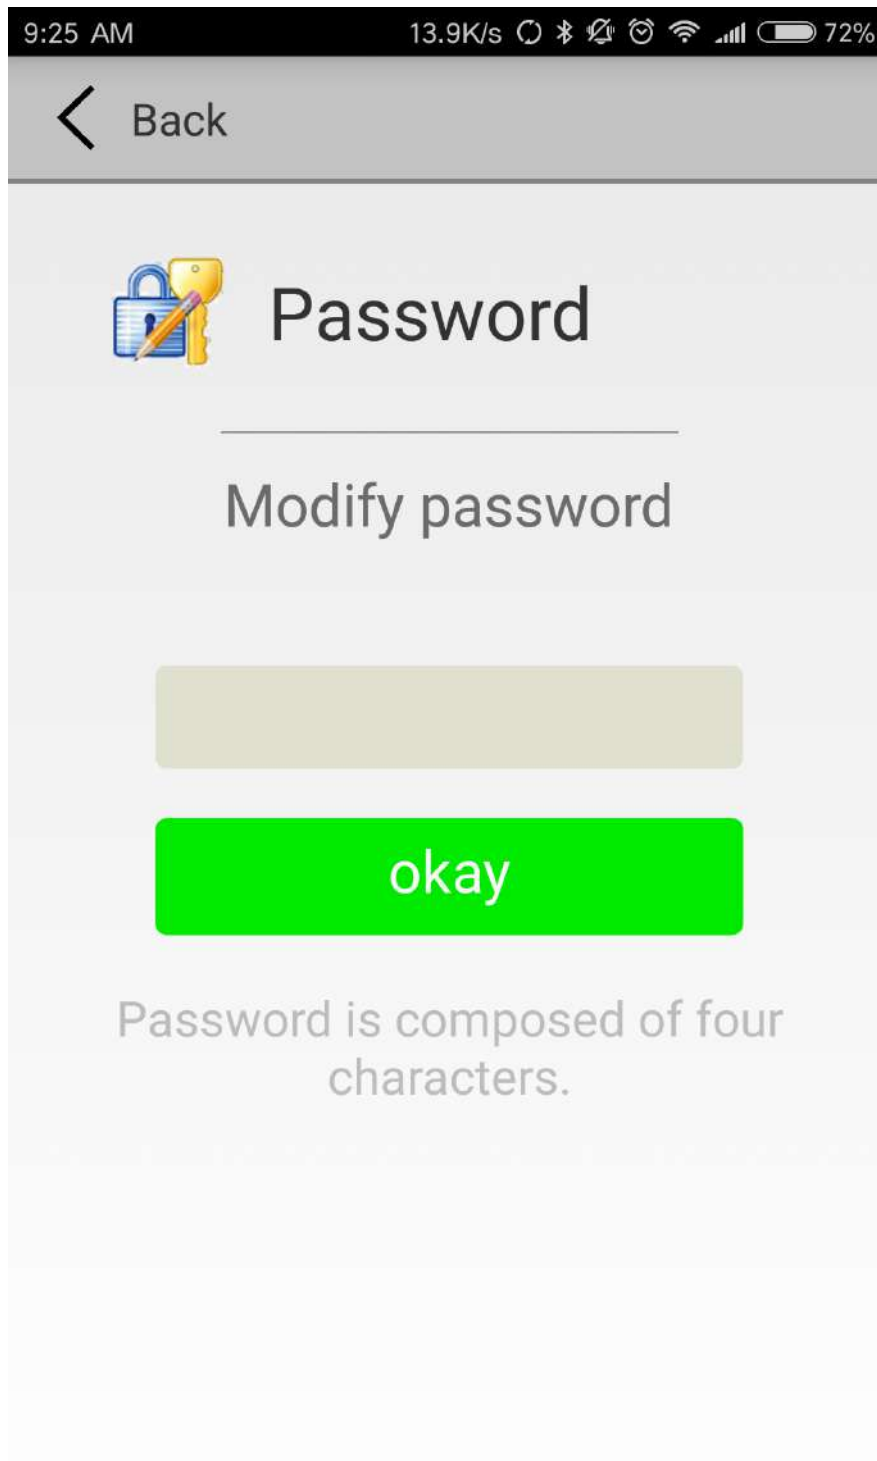 9:25 AM 13.9K/s 72%
Back
Password
Modify password
okay
Password is composed of four
characters.